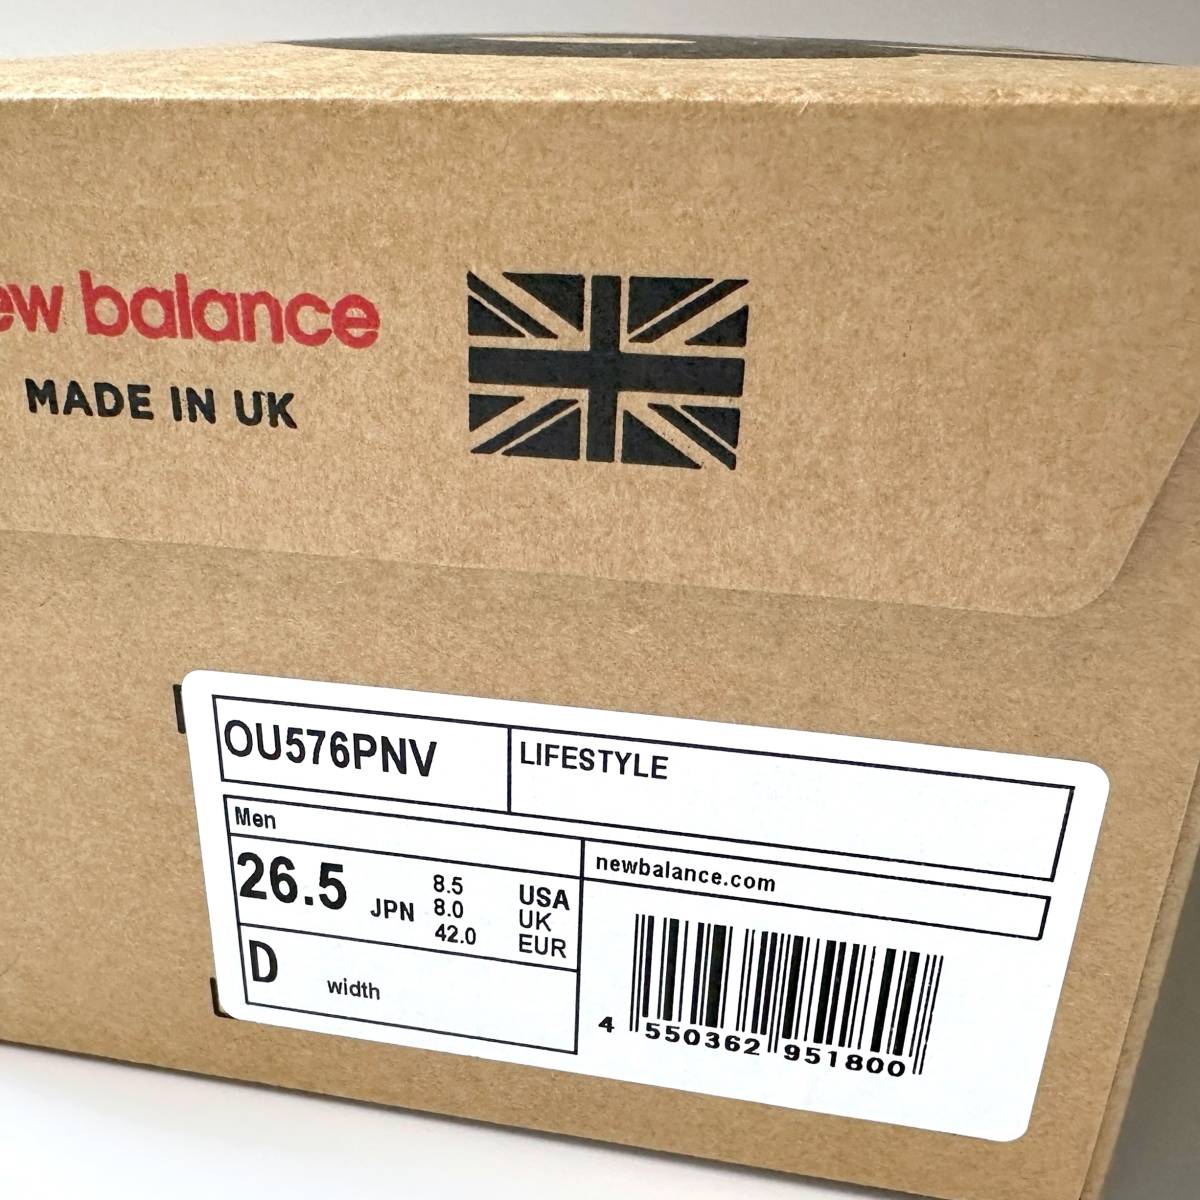 ew balance
MADE IN UK
OU576PNV
LIFESTYLE
Men
newbalance.com
26.5 JPN
8.5 USA
8.0 UK
42.0 EUR
D width
4 550362 951800